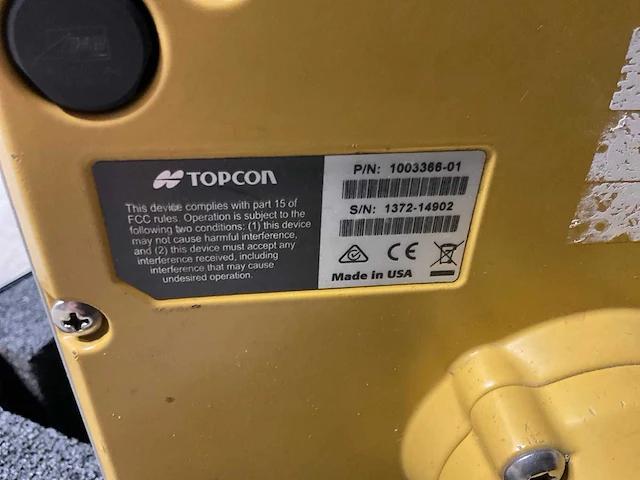 TOPCON
This device complies with part 15 of
FCC rules. Operation is subject to the
following two conditions: (1) this device
may not cause harmful interference,
and (2) this device must accept any
interference received, including
interference that may cause
undesired operation.
P/N: 1003366-01
S/N: 1372-14902
CE
Made in USA